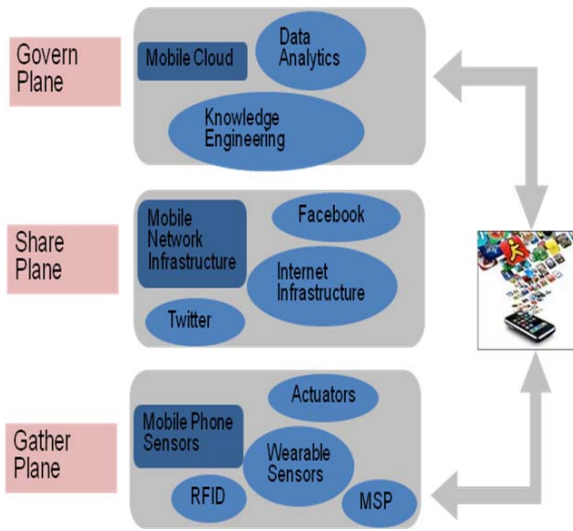 Govern
Plane
Mobile Cloud
Data
Analytics
Knowledge
Engineering
Share
Plane
Mobile
Network
Infrastructure
Facebook
Internet
Infrastructure
Twitter
Gather
Plane
Mobile Phone
Sensors
Actuators
Wearable
Sensors
RFID
MSP